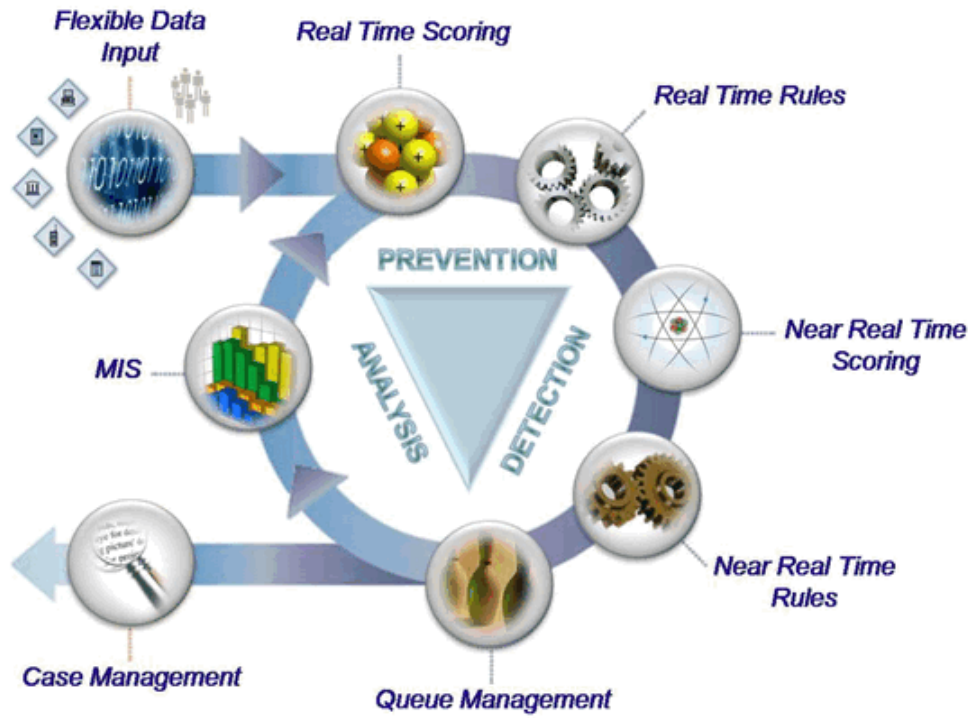 Flexible Data
Input
Real Time Scoring
Real Time Rules
PREVENTION
Near Real Time
Scoring
MIS
ANALYSIS
DETECTION
Near Real Time
Rules
Case Management
Queue Management